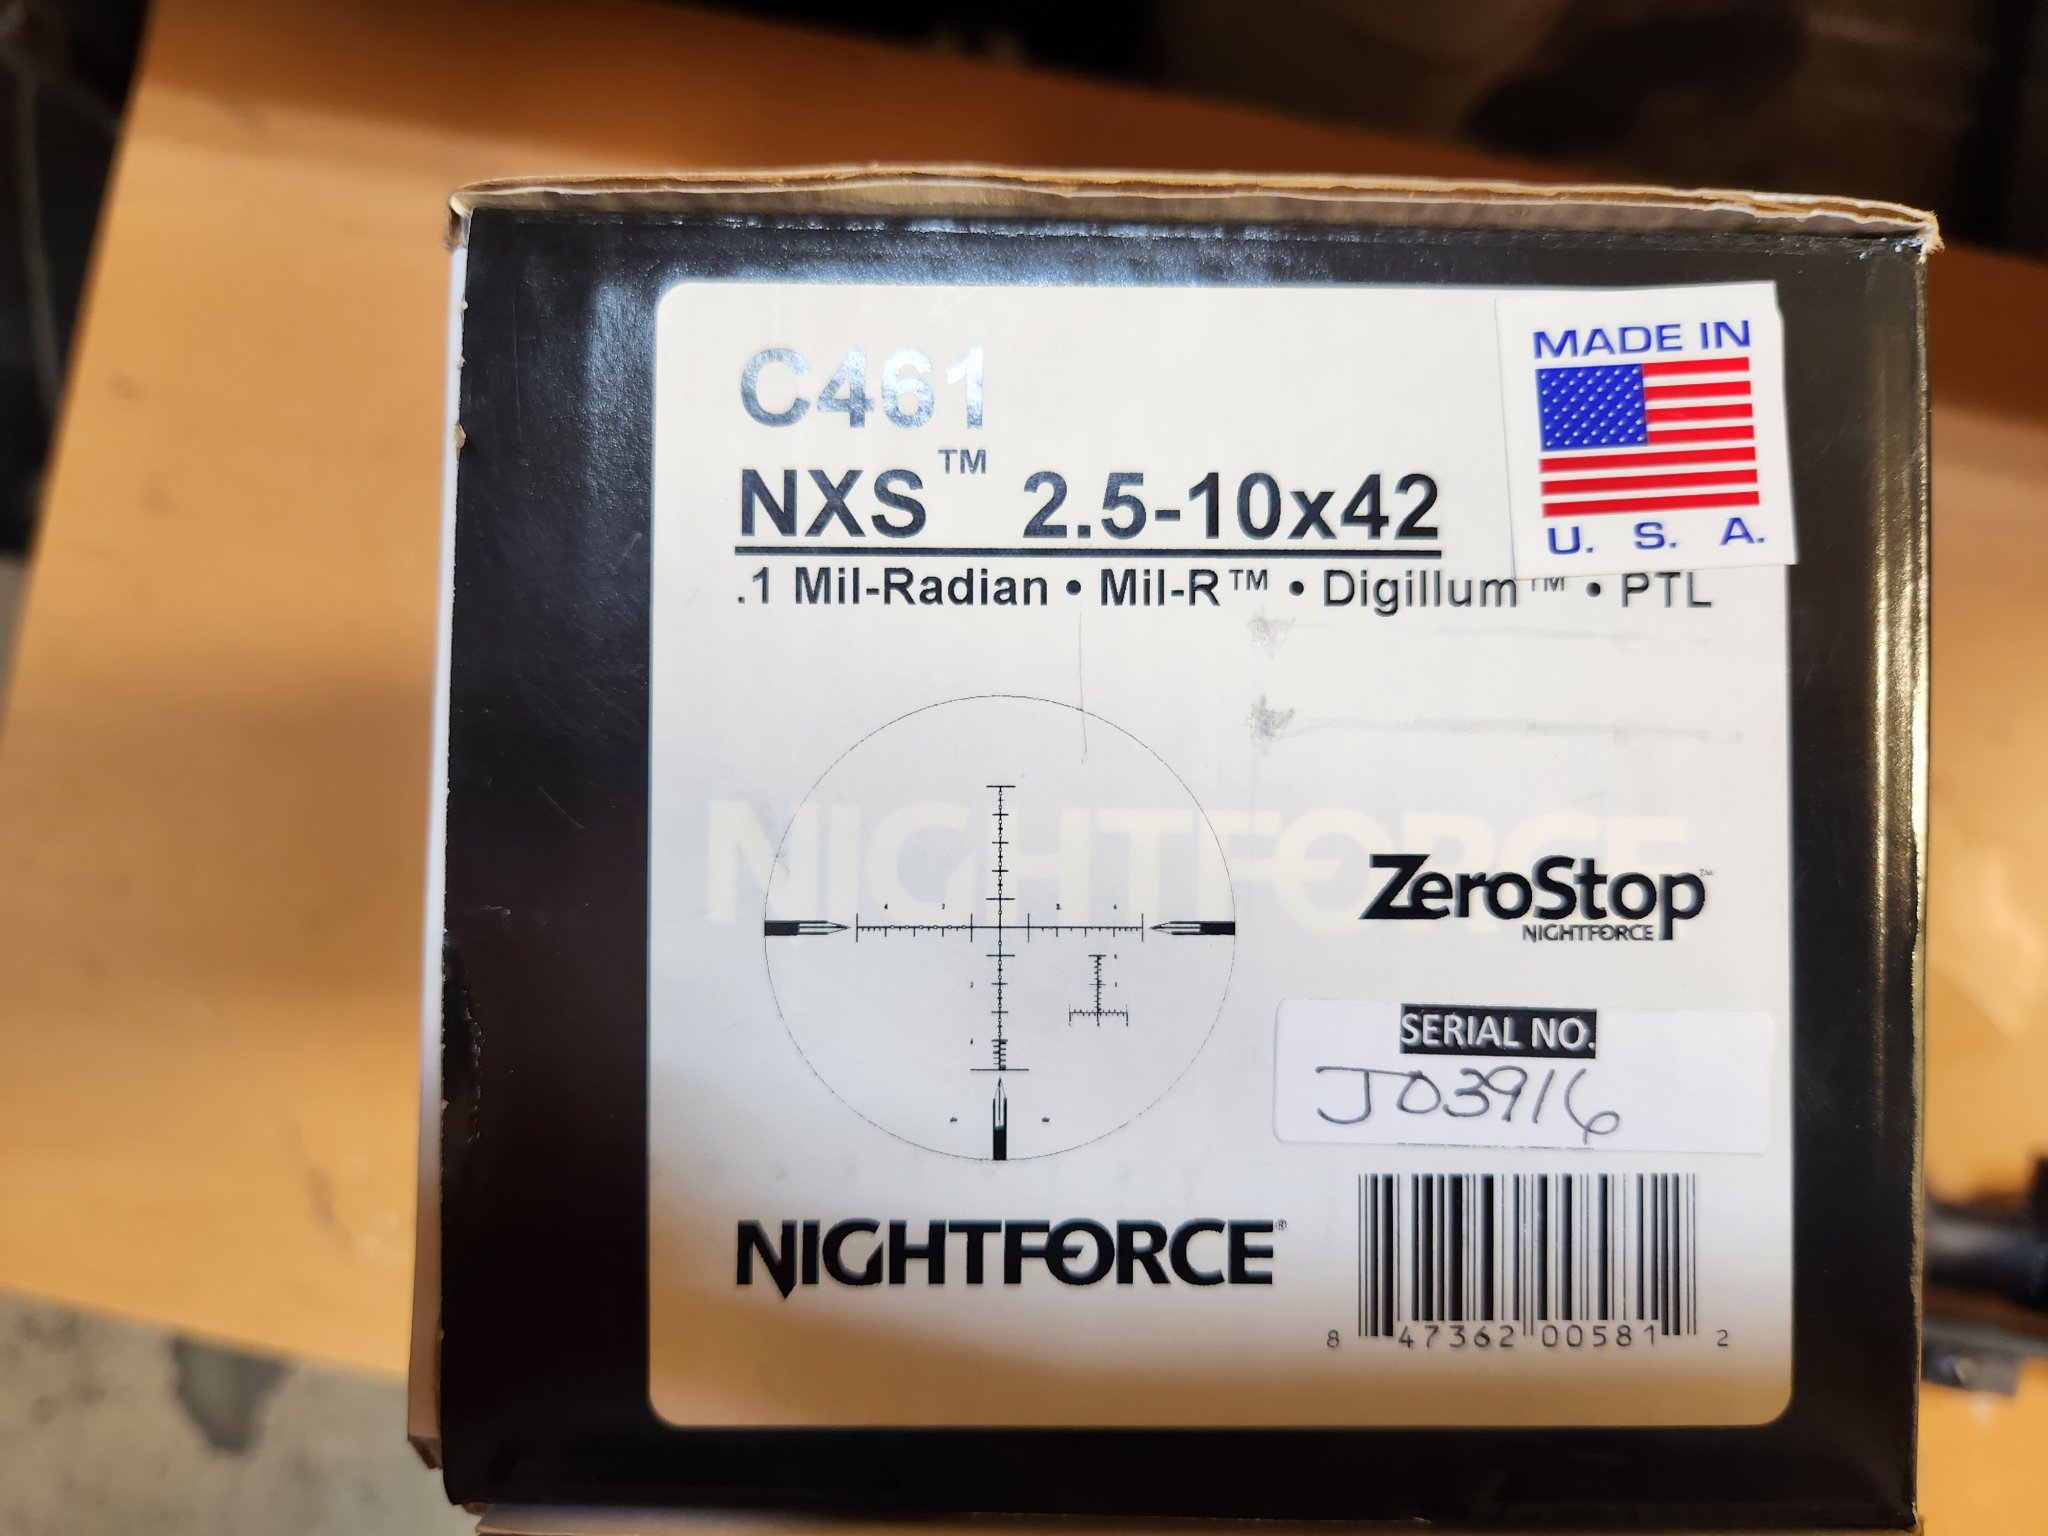 C461
NXS™ 2.5-10x42
.1 Mil-Radian • Mil-R™ • Digillum™ • PTL
MADE IN
U. S. A.
NIGHTFORCE
ZeroStop™
NIGHTFORCE
SERIAL NO.
J03916
NIGHTFORCE®
8 47362 00581 2